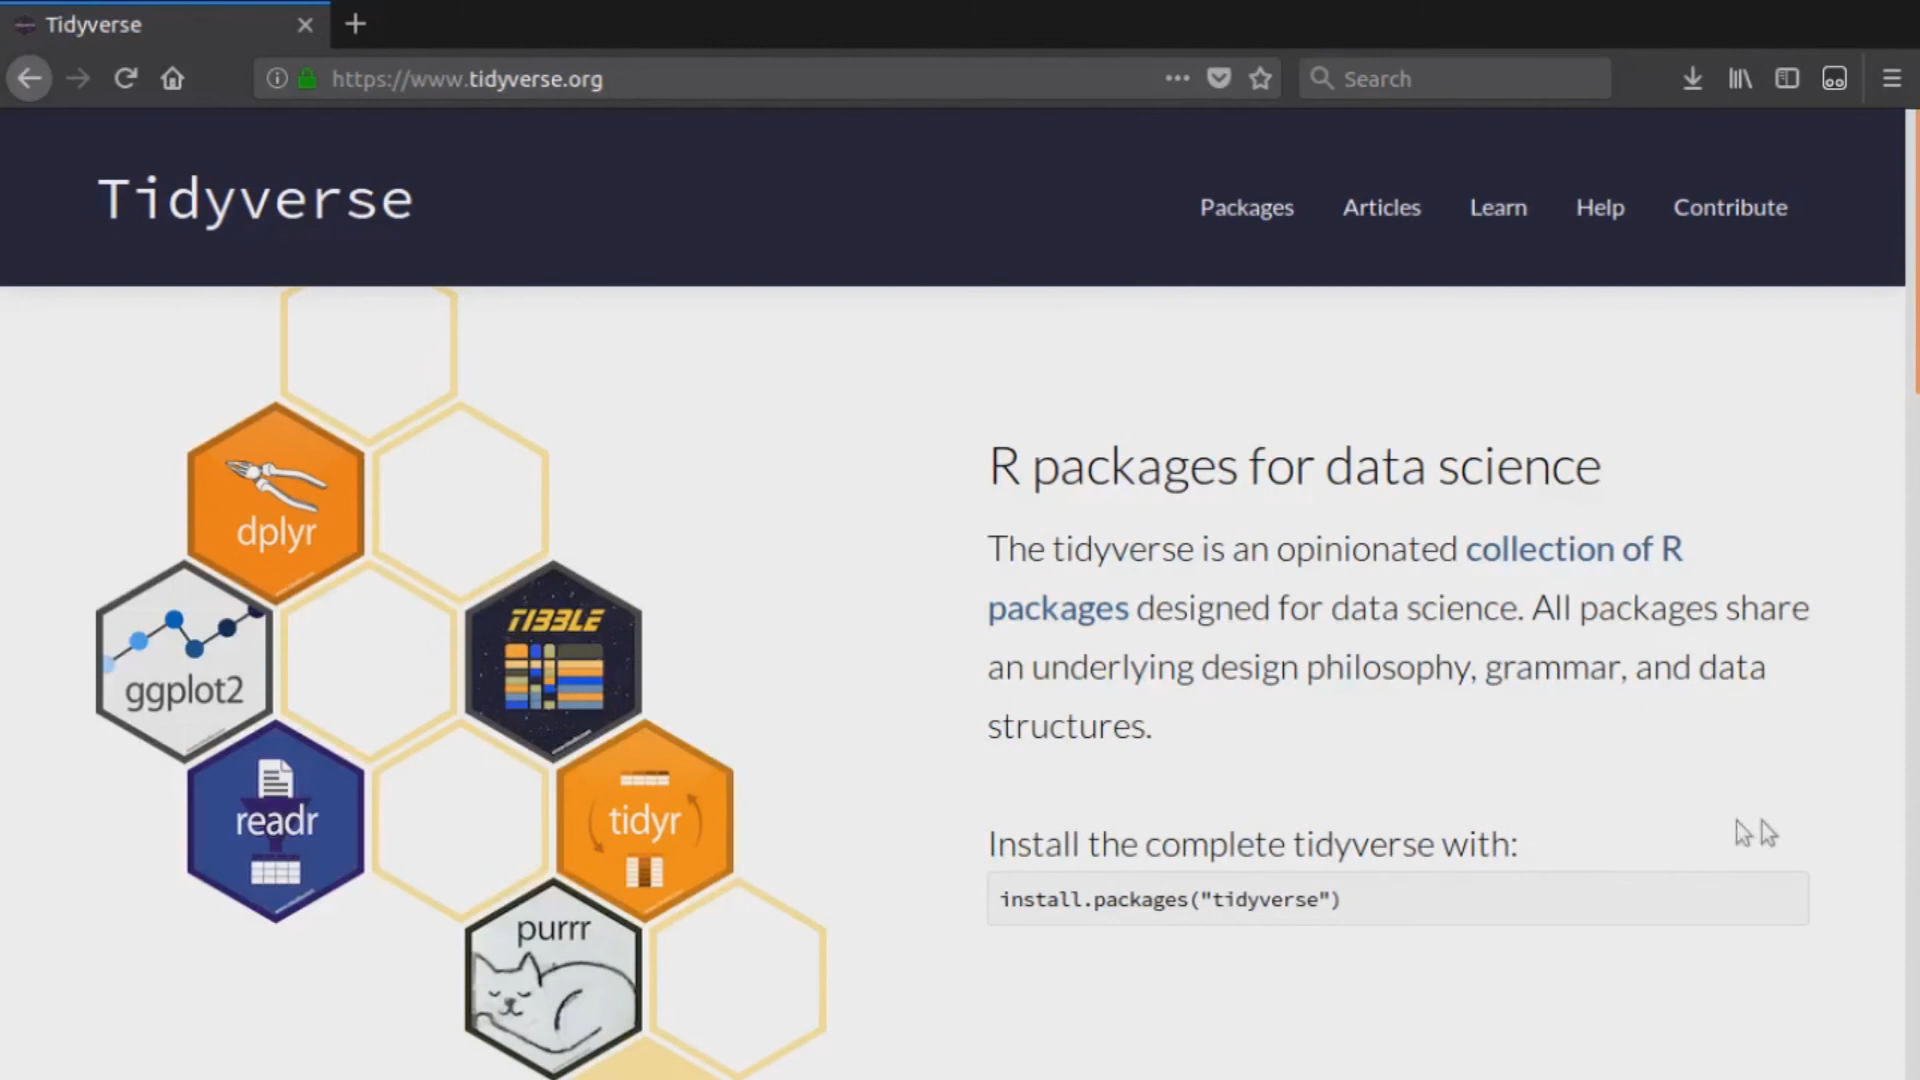 Tidyverse
https://www.tidyverse.org
Search
Tidyverse
Packages Articles Learn Help Contribute
dplyr
ggplot2
TIBBLE
readr
tidyr
purrr
R packages for data science
The tidyverse is an opinionated collection of R
packages designed for data science. All packages share
an underlying design philosophy, grammar, and data
structures.
Install the complete tidyverse with:
install.packages("tidyverse")